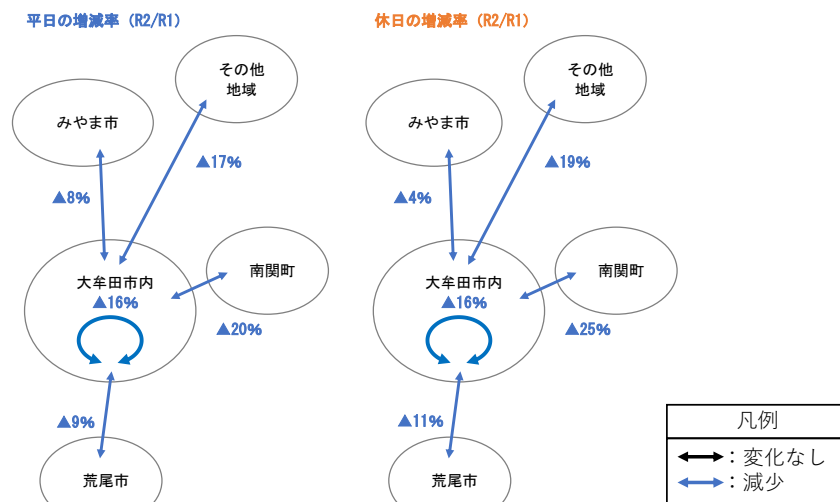 平日の増減率（R2/R1）
その他
地域
みやま市
▲17%
▲8%
大牟田市内
▲16%
南関町
▲20%
▲9%
荒尾市
休日の増減率（R2/R1）
その他
地域
みやま市
▲19%
▲4%
大牟田市内
▲16%
南関町
▲25%
▲11%
荒尾市
凡例
：変化なし
：減少